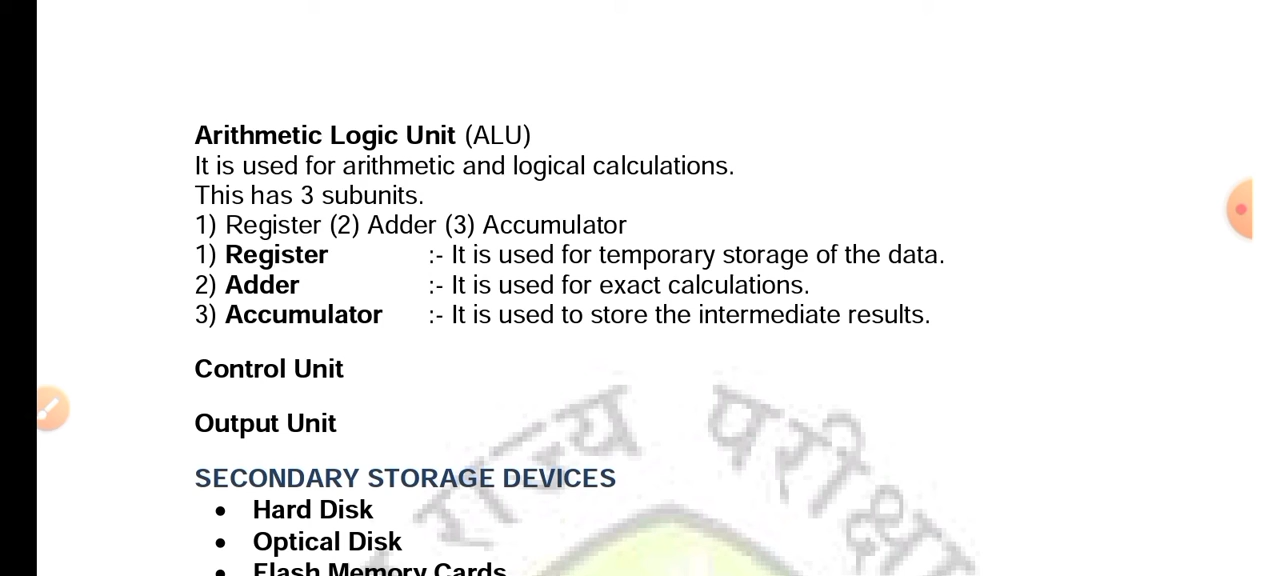 Arithmetic Logic Unit (ALU)
It is used for arithmetic and logical calculations.
This has 3 subunits.
1) Register (2) Adder (3) Accumulator
1) Register :- It is used for temporary storage of the data.
2) Adder :- It is used for exact calculations.
3) Accumulator :- It is used to store the intermediate results.
Control Unit
Output Unit
SECONDARY STORAGE DEVICES
• Hard Disk
• Optical Disk
• Flash Memory Cards
राज्य